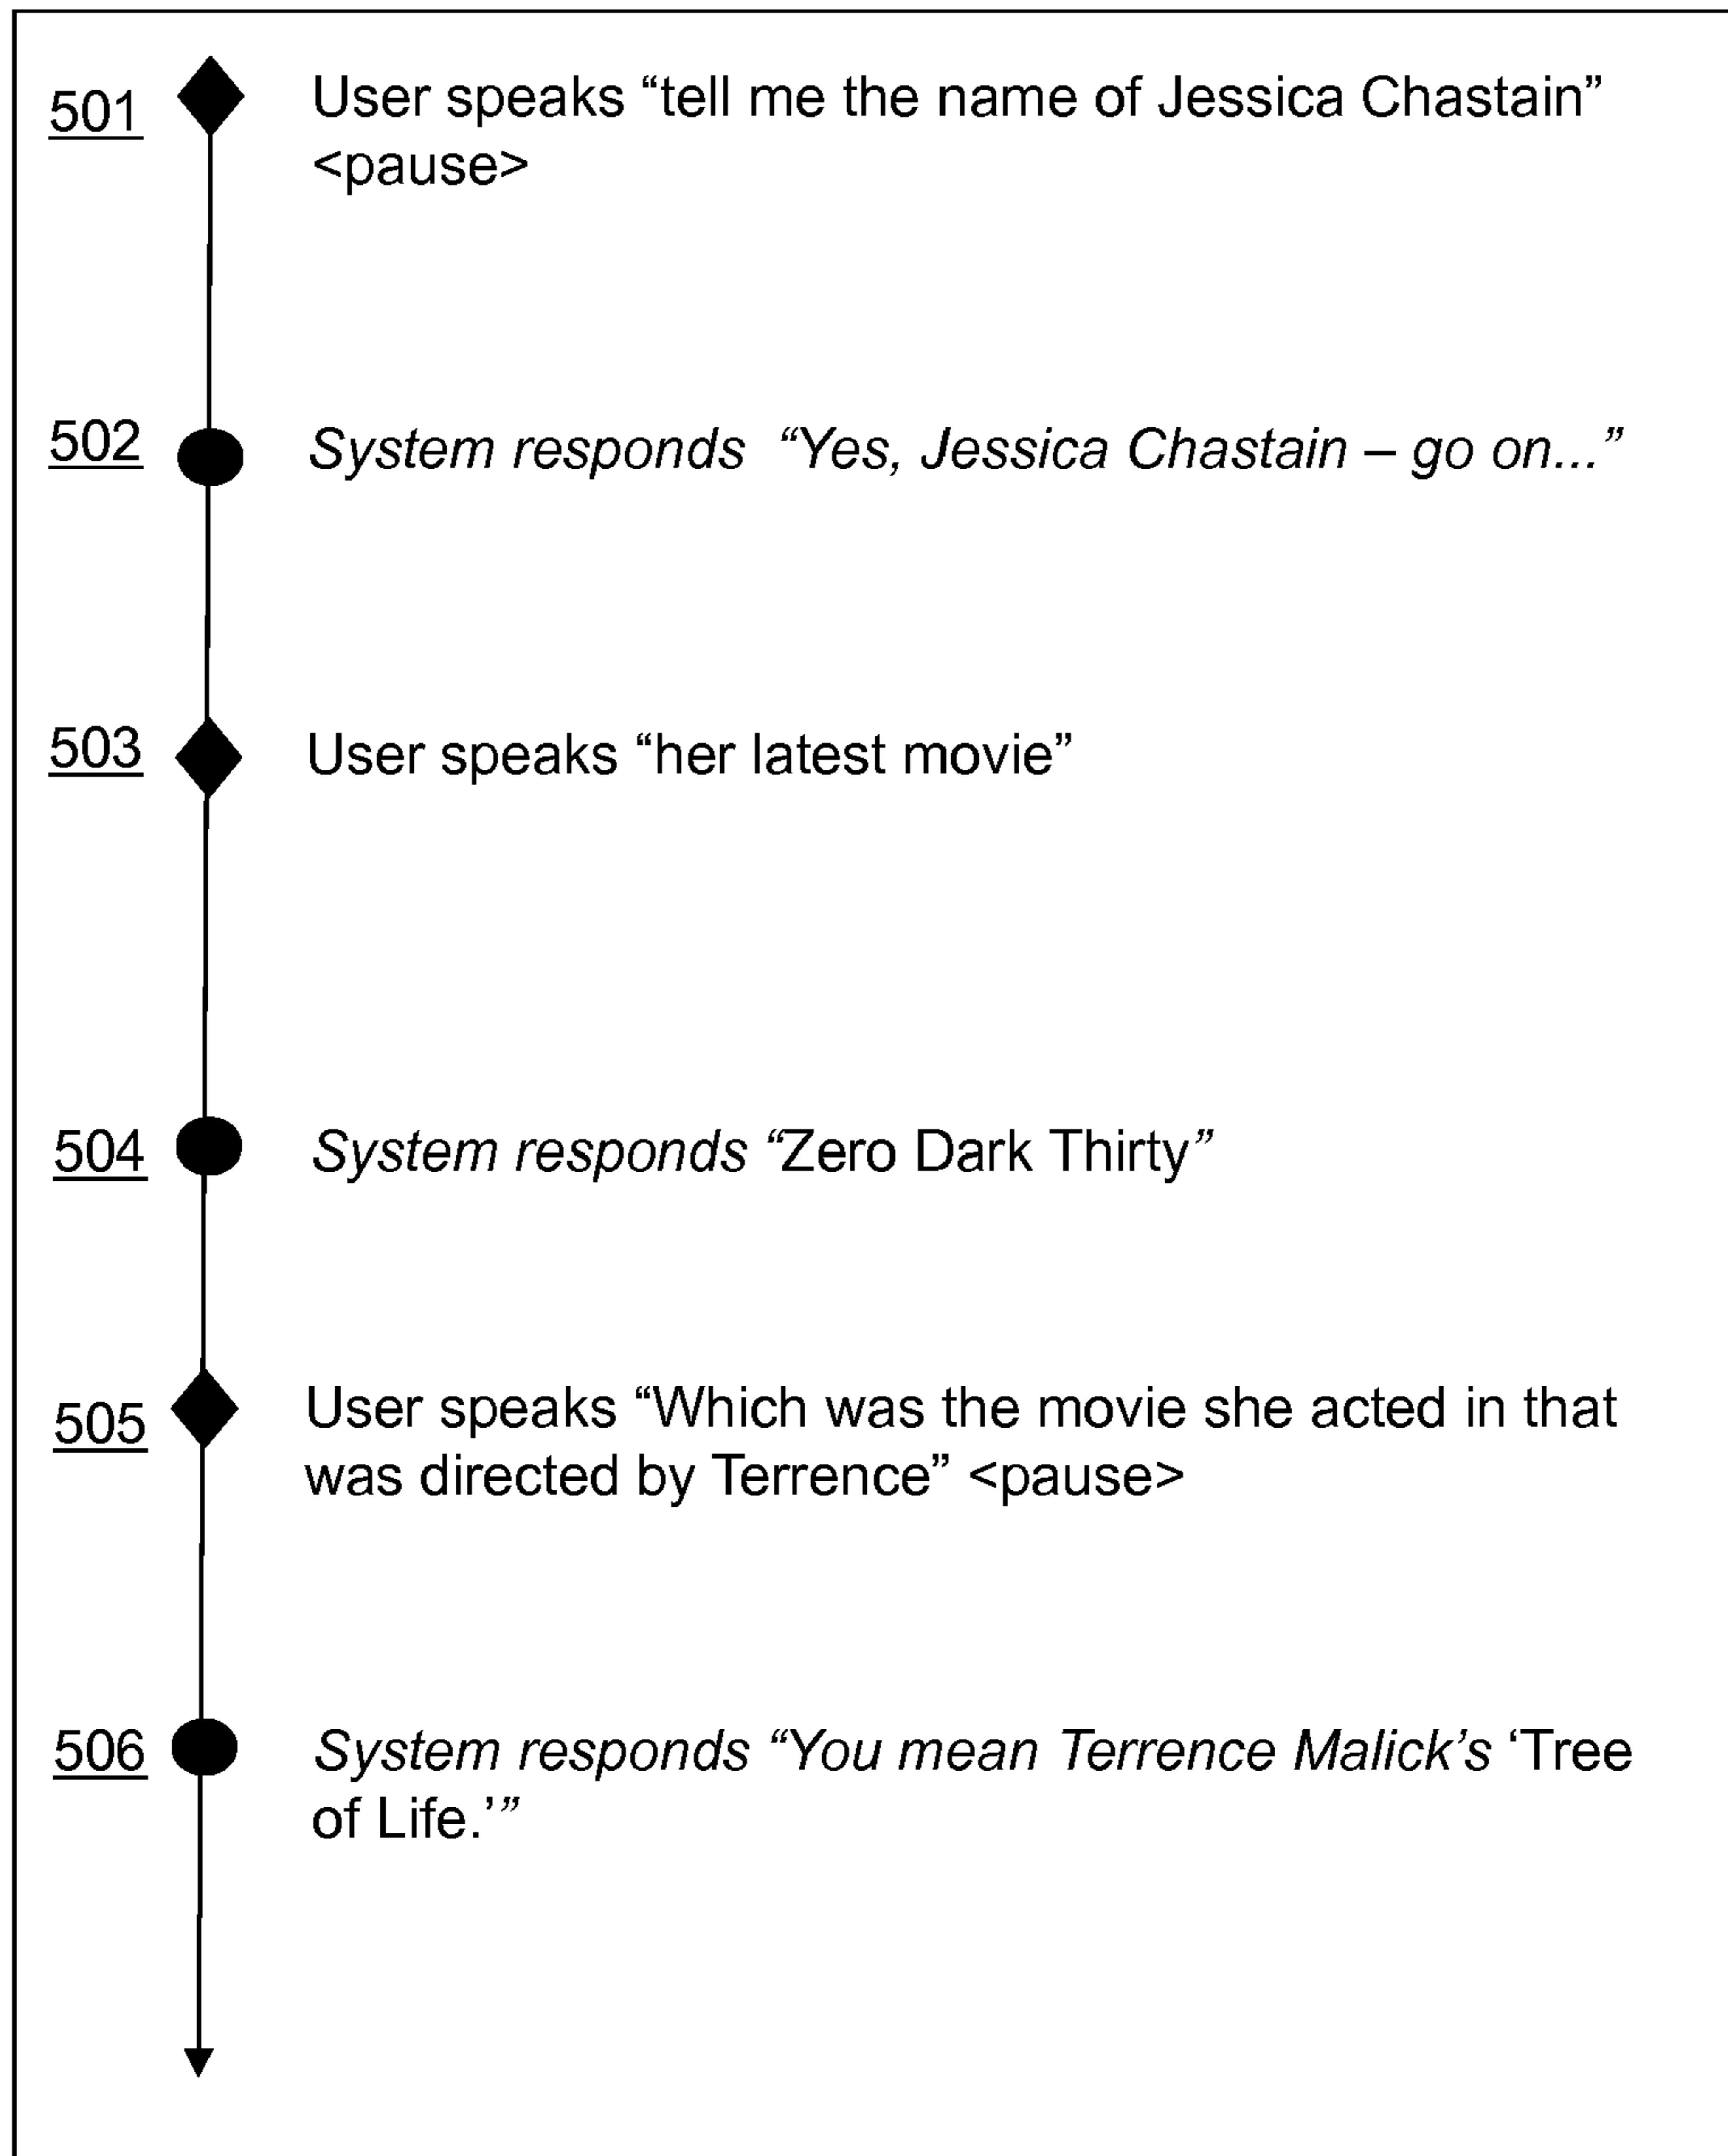 501 User speaks “tell me the name of Jessica Chastain”
<pause>
502 System responds “Yes, Jessica Chastain – go on...”
503 User speaks “her latest movie”
504 System responds “Zero Dark Thirty”
505 User speaks “Which was the movie she acted in that
was directed by Terrence” <pause>
506 System responds “You mean Terrence Malick’s ‘Tree
of Life.’”